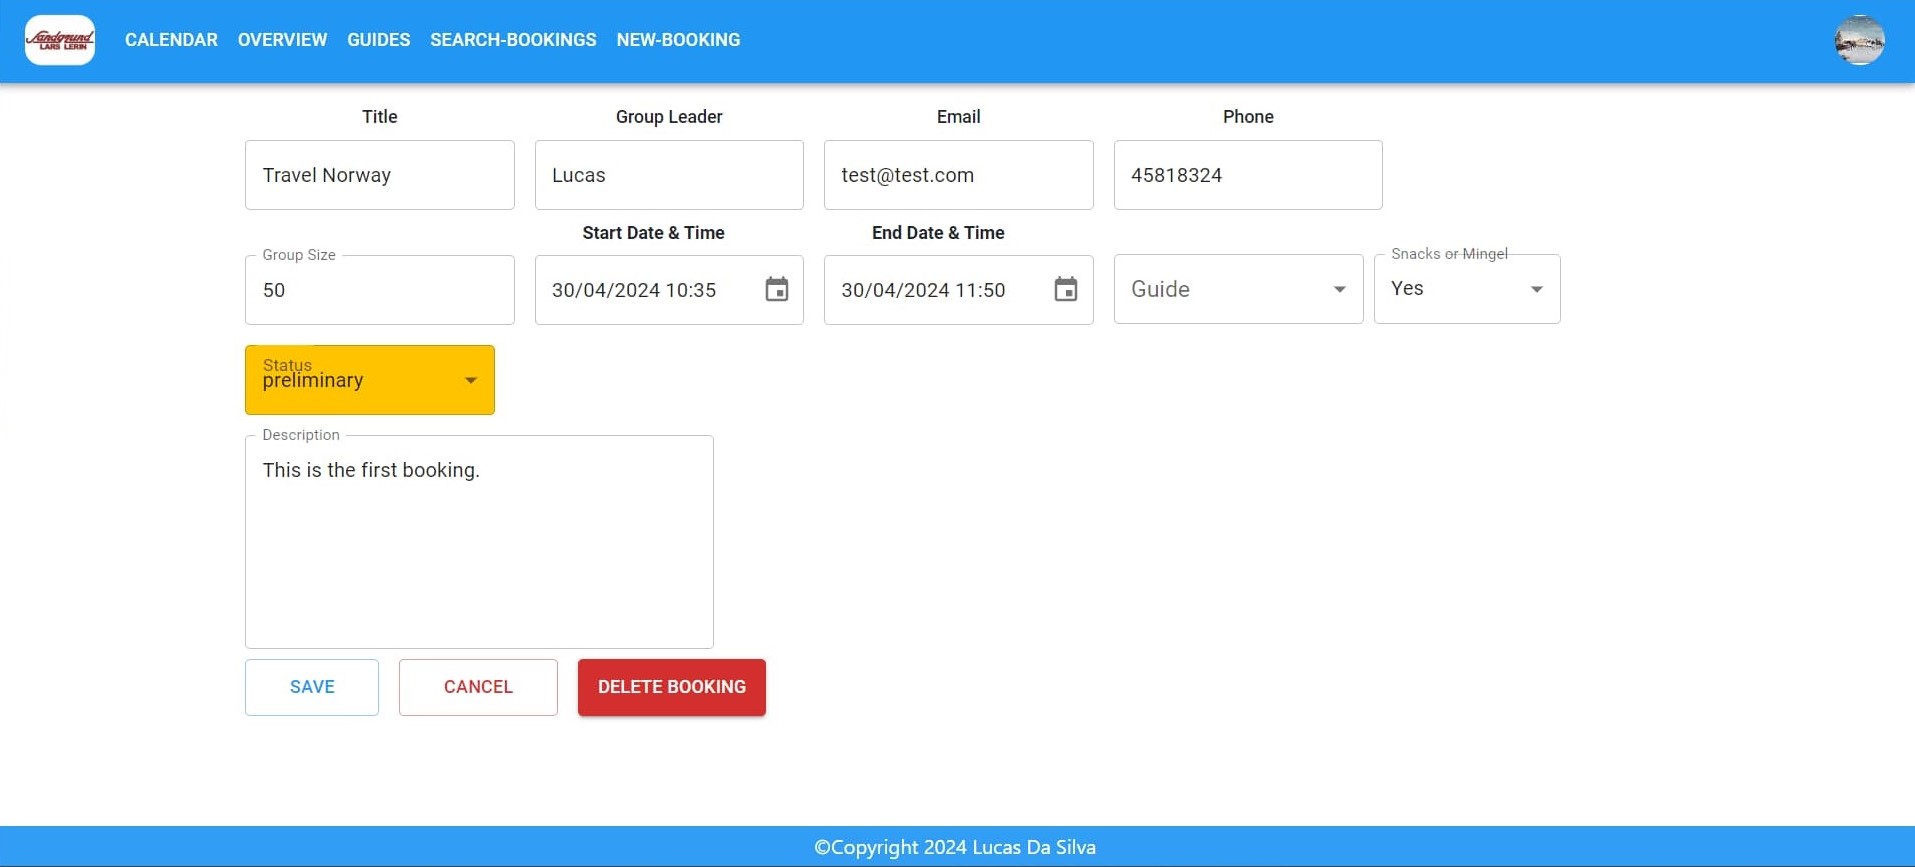 Sandgrund
LARS LERIN
CALENDAR OVERVIEW GUIDES SEARCH-BOOKINGS NEW-BOOKING
Title Group Leader Email Phone
Travel Norway Lucas test@test.com 45818324
Group Size Start Date & Time End Date & Time Snacks or Mingel
50 30/04/2024 10:35 30/04/2024 11:50 Guide Yes
Status
preliminary
Description
This is the first booking.
SAVE CANCEL DELETE BOOKING
©Copyright 2024 Lucas Da Silva